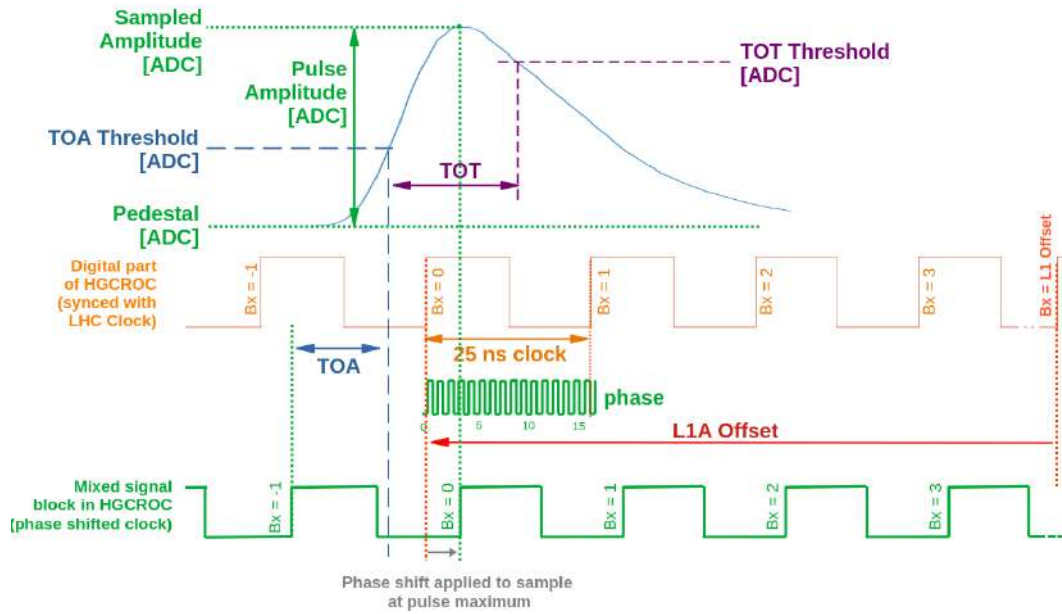 Sampled
Amplitude
[ADC]
Pulse
Amplitude
[ADC]
TOT Threshold
[ADC]
TOA Threshold
[ADC]
TOT
Pedestal
[ADC]
Digital part
of HGCROC
(synced with
LHC Clock)
Bx = -1
Bx = 0
Bx = 1
Bx = 2
Bx = 3
Bx = L1 Offset
25 ns clock
TOA
phase
0 5 10 15
L1A Offset
Mixed signal
block in HGCROC
(phase shifted clock)
Bx = -1
Bx = 0
Bx = 1
Bx = 2
Bx = 3
Phase shift applied to sample
at pulse maximum